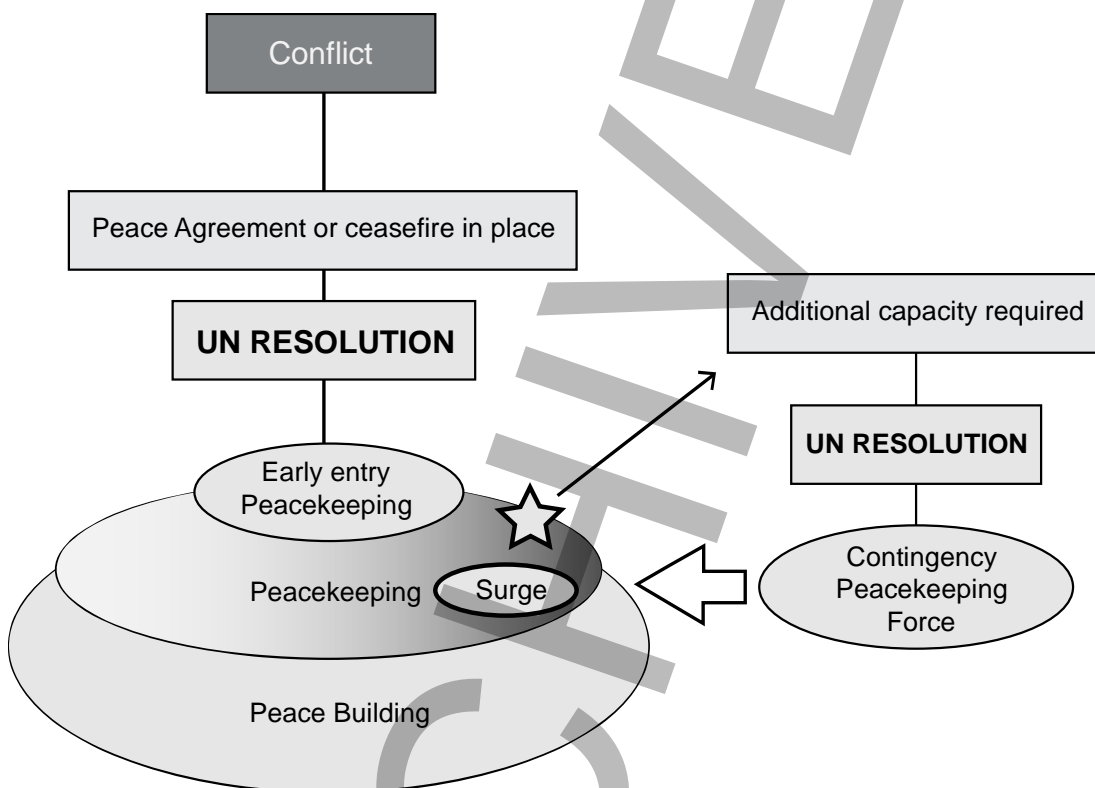 Conflict
Peace Agreement or ceasefire in place
UN RESOLUTION
Early entry
Peacekeeping
Peacekeeping
Surge
Peace Building
Additional capacity required
UN RESOLUTION
Contingency
Peacekeeping
Force